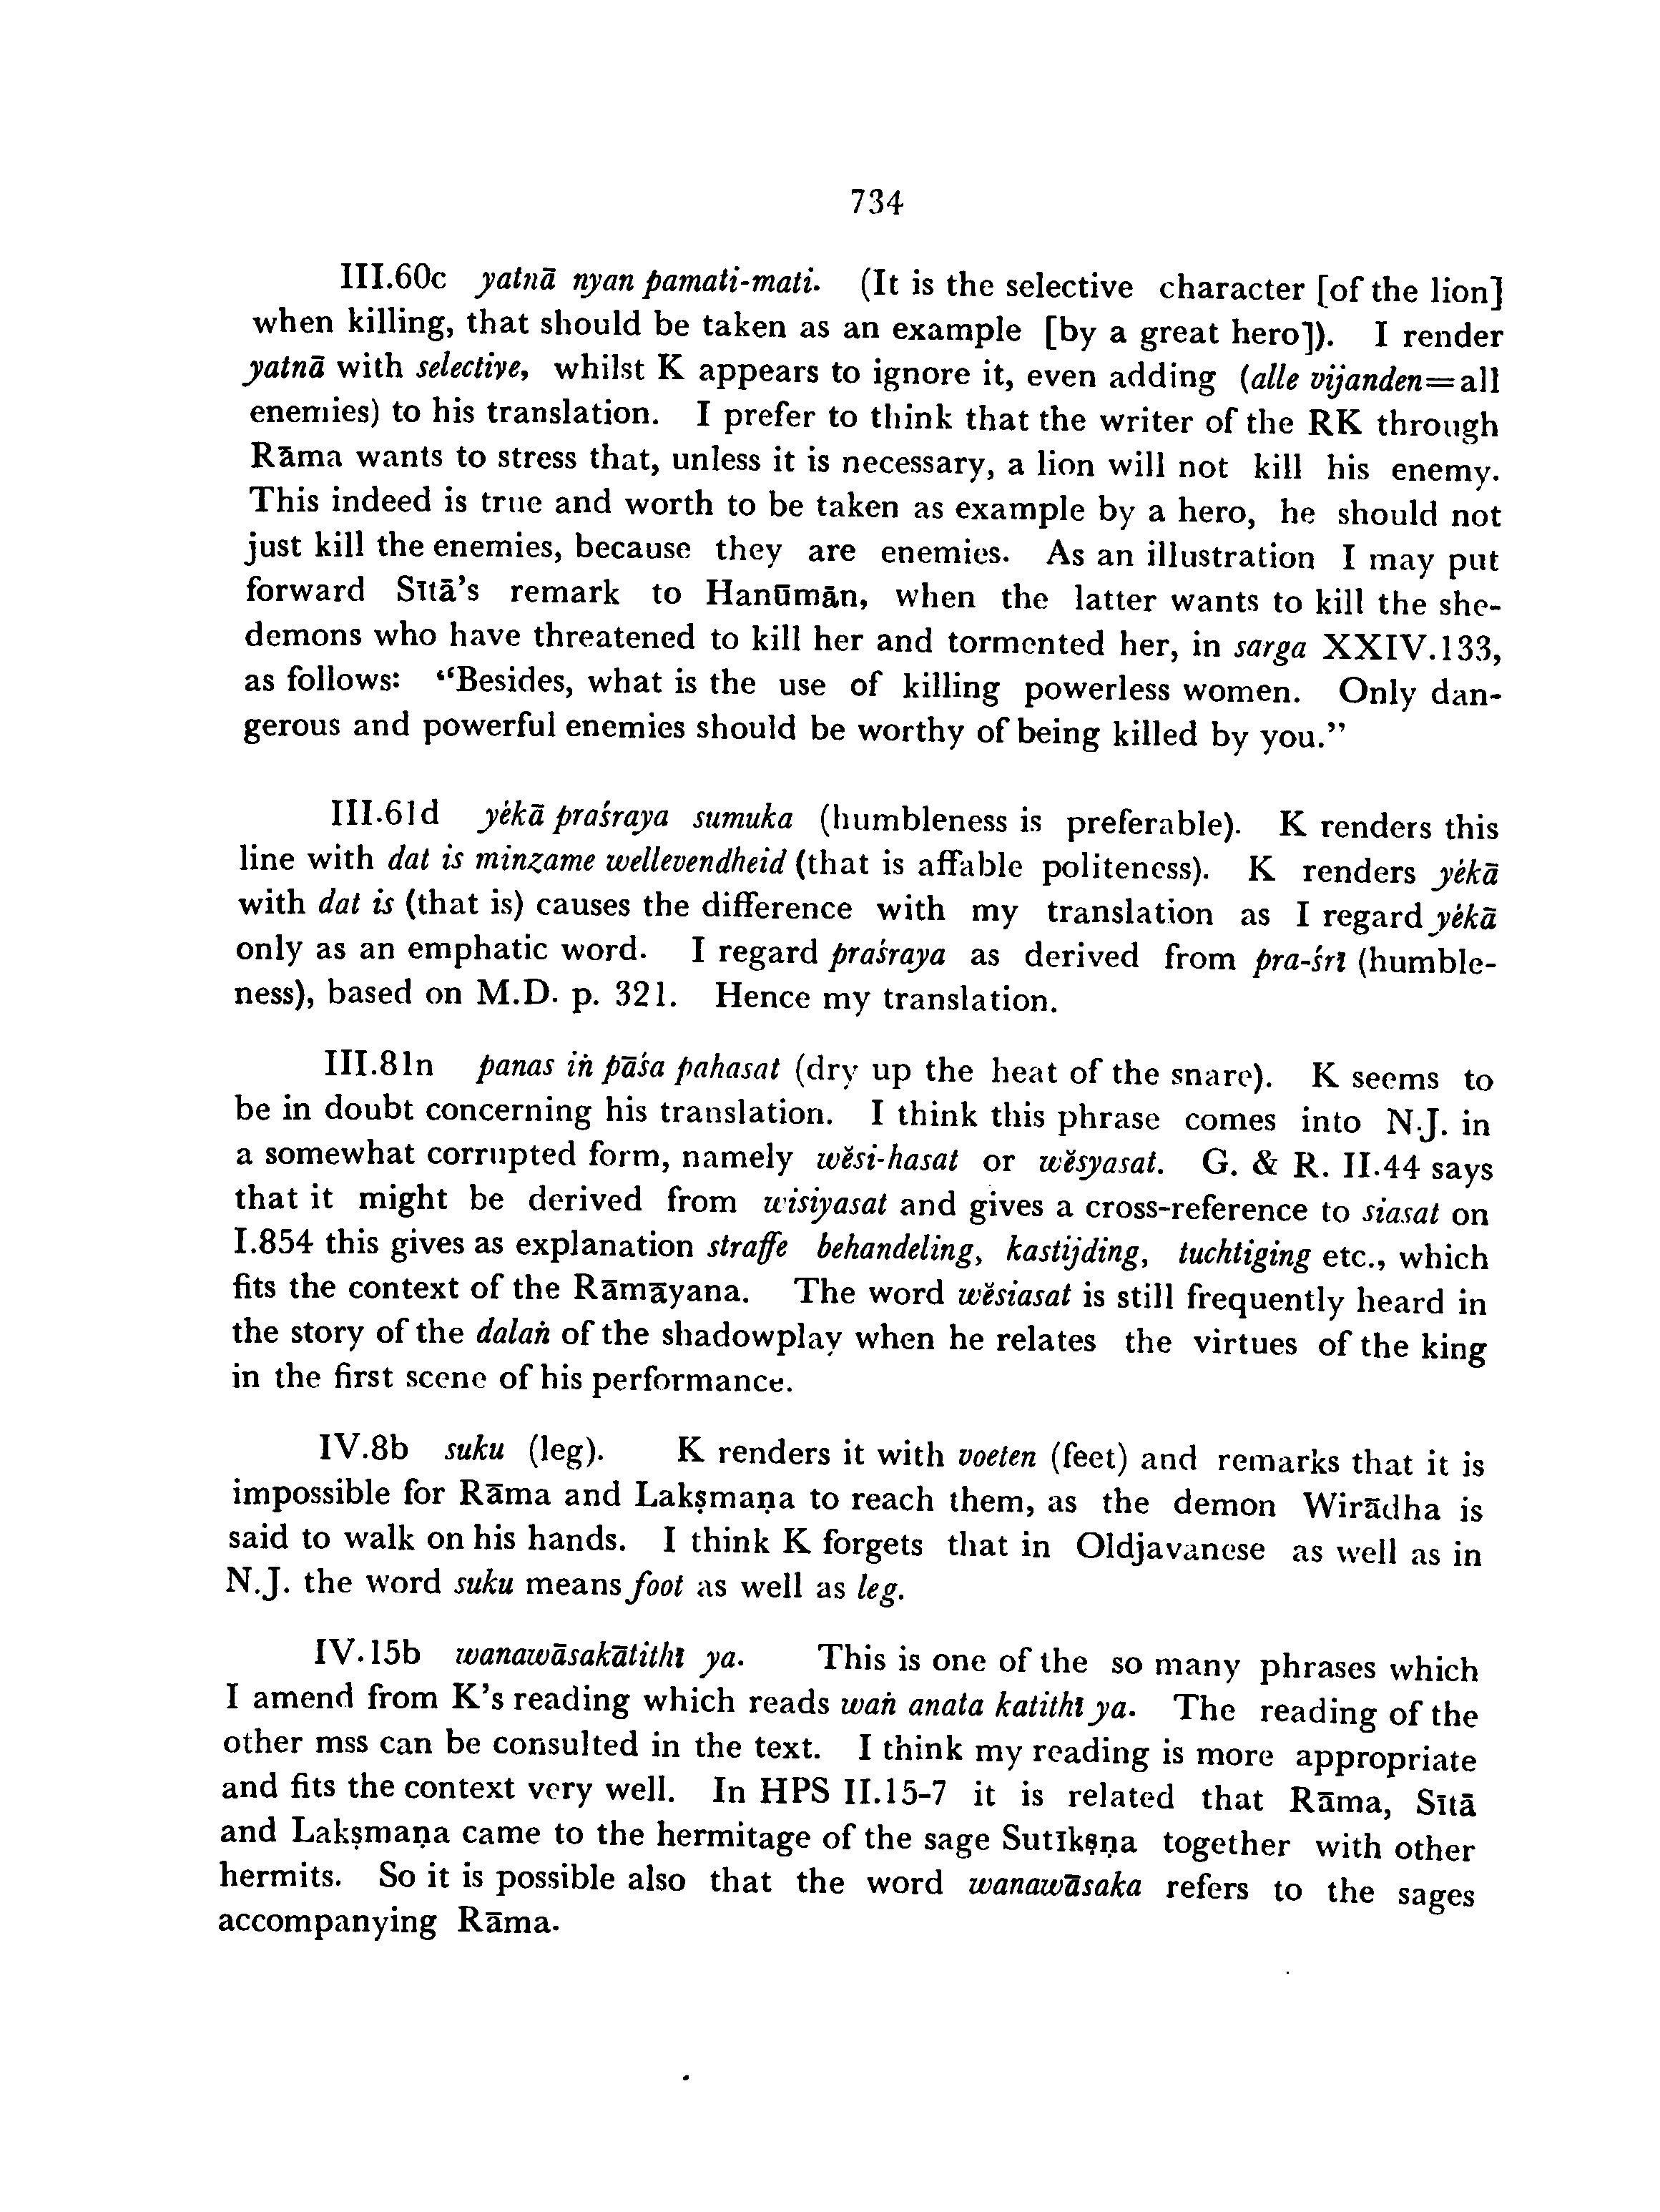 734
III.60c yatnā nyan pamati-mati. (It is the selective character [of the lion]
when killing, that should be taken as an example [by a great hero]). I render
yatnā with selective, whilst K appears to ignore it, even adding (alle vijanden=all
enemies) to his translation. I prefer to think that the writer of the RK through
Rāma wants to stress that, unless it is necessary, a lion will not kill his enemy.
This indeed is true and worth to be taken as example by a hero, he should not
just kill the enemies, because they are enemies. As an illustration I may put
forward Sītā's remark to Hanūmān, when the latter wants to kill the she-
demons who have threatened to kill her and tormented her, in sarga XXIV.133,
as follows: “Besides, what is the use of killing powerless women. Only dan-
gerous and powerful enemies should be worthy of being killed by you.”
III.61d yėkā praśraya sumuka (humbleness is preferable). K renders this
line with dat is minzame wellevendheid (that is affable politeness). K renders yėkā
with dat is (that is) causes the difference with my translation as I regard yėkā
only as an emphatic word. I regard praśraya as derived from pra-śrī (humble-
ness), based on M.D. p. 321. Hence my translation.
III.81n panas iṅ pāśa pahasat (dry up the heat of the snare). K seems to
be in doubt concerning his translation. I think this phrase comes into N.J. in
a somewhat corrupted form, namely wĕsi-hasat or wĕsyasat. G. & R. II.44 says
that it might be derived from wisiyasat and gives a cross-reference to siasat on
I.854 this gives as explanation straffe behandeling, kastijding, tuchtiging etc., which
fits the context of the Rāmāyana. The word wĕsiasat is still frequently heard in
the story of the dalaṅ of the shadowplay when he relates the virtues of the king
in the first scene of his performance.
IV.8b suku (leg). K renders it with voeten (feet) and remarks that it is
impossible for Rāma and Lakṣmaṇa to reach them, as the demon Wirādha is
said to walk on his hands. I think K forgets that in Oldjavanese as well as in
N.J. the word suku means foot as well as leg.
IV.15b wanawāsakātithī ya. This is one of the so many phrases which
I amend from K's reading which reads waṅ anata katithī ya. The reading of the
other mss can be consulted in the text. I think my reading is more appropriate
and fits the context very well. In HPS II.15-7 it is related that Rāma, Sītā
and Lakṣmaṇa came to the hermitage of the sage Sutīkṣṇa together with other
hermits. So it is possible also that the word wanawāsaka refers to the sages
accompanying Rāma.